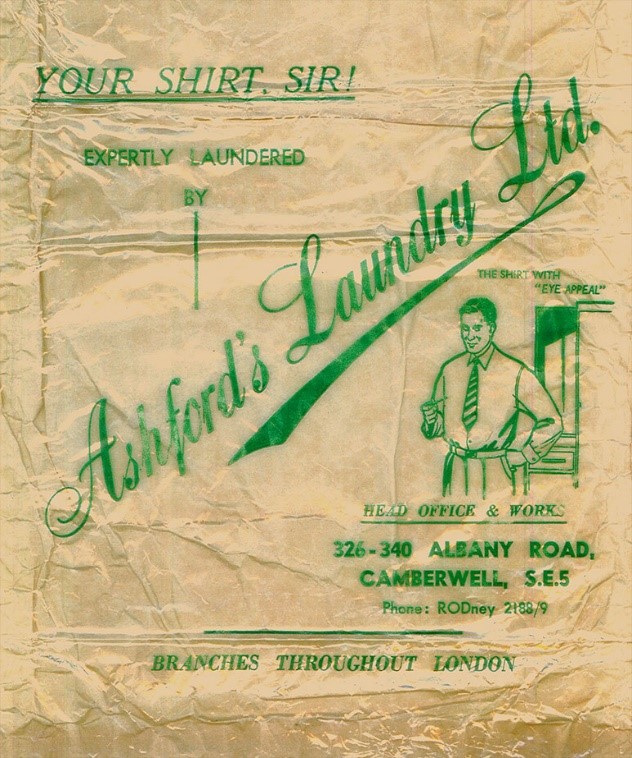 YOUR SHIRT, SIR!
EXPERTLY LAUNDERED
BY
Ashford's Laundry Ltd.
THE SHIRT WITH
"EYE APPEAL"
HEAD OFFICE & WORKS
326-340 ALBANY ROAD,
CAMBERWELL, S.E.5
Phone: RODney 2188/9
BRANCHES THROUGHOUT LONDON